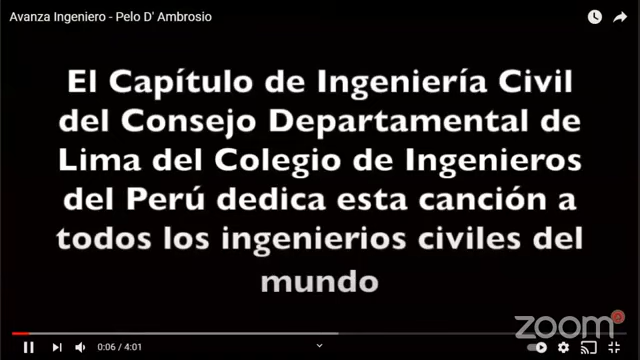 Avanza Ingeniero - Pelo D' Ambrosio
El Capítulo de Ingeniería Civil
del Consejo Departamental de
Lima del Colegio de Ingenieros
del Perú dedica esta canción a
todos los ingenierios civiles del
mundo
zoom
0:06 / 4:01